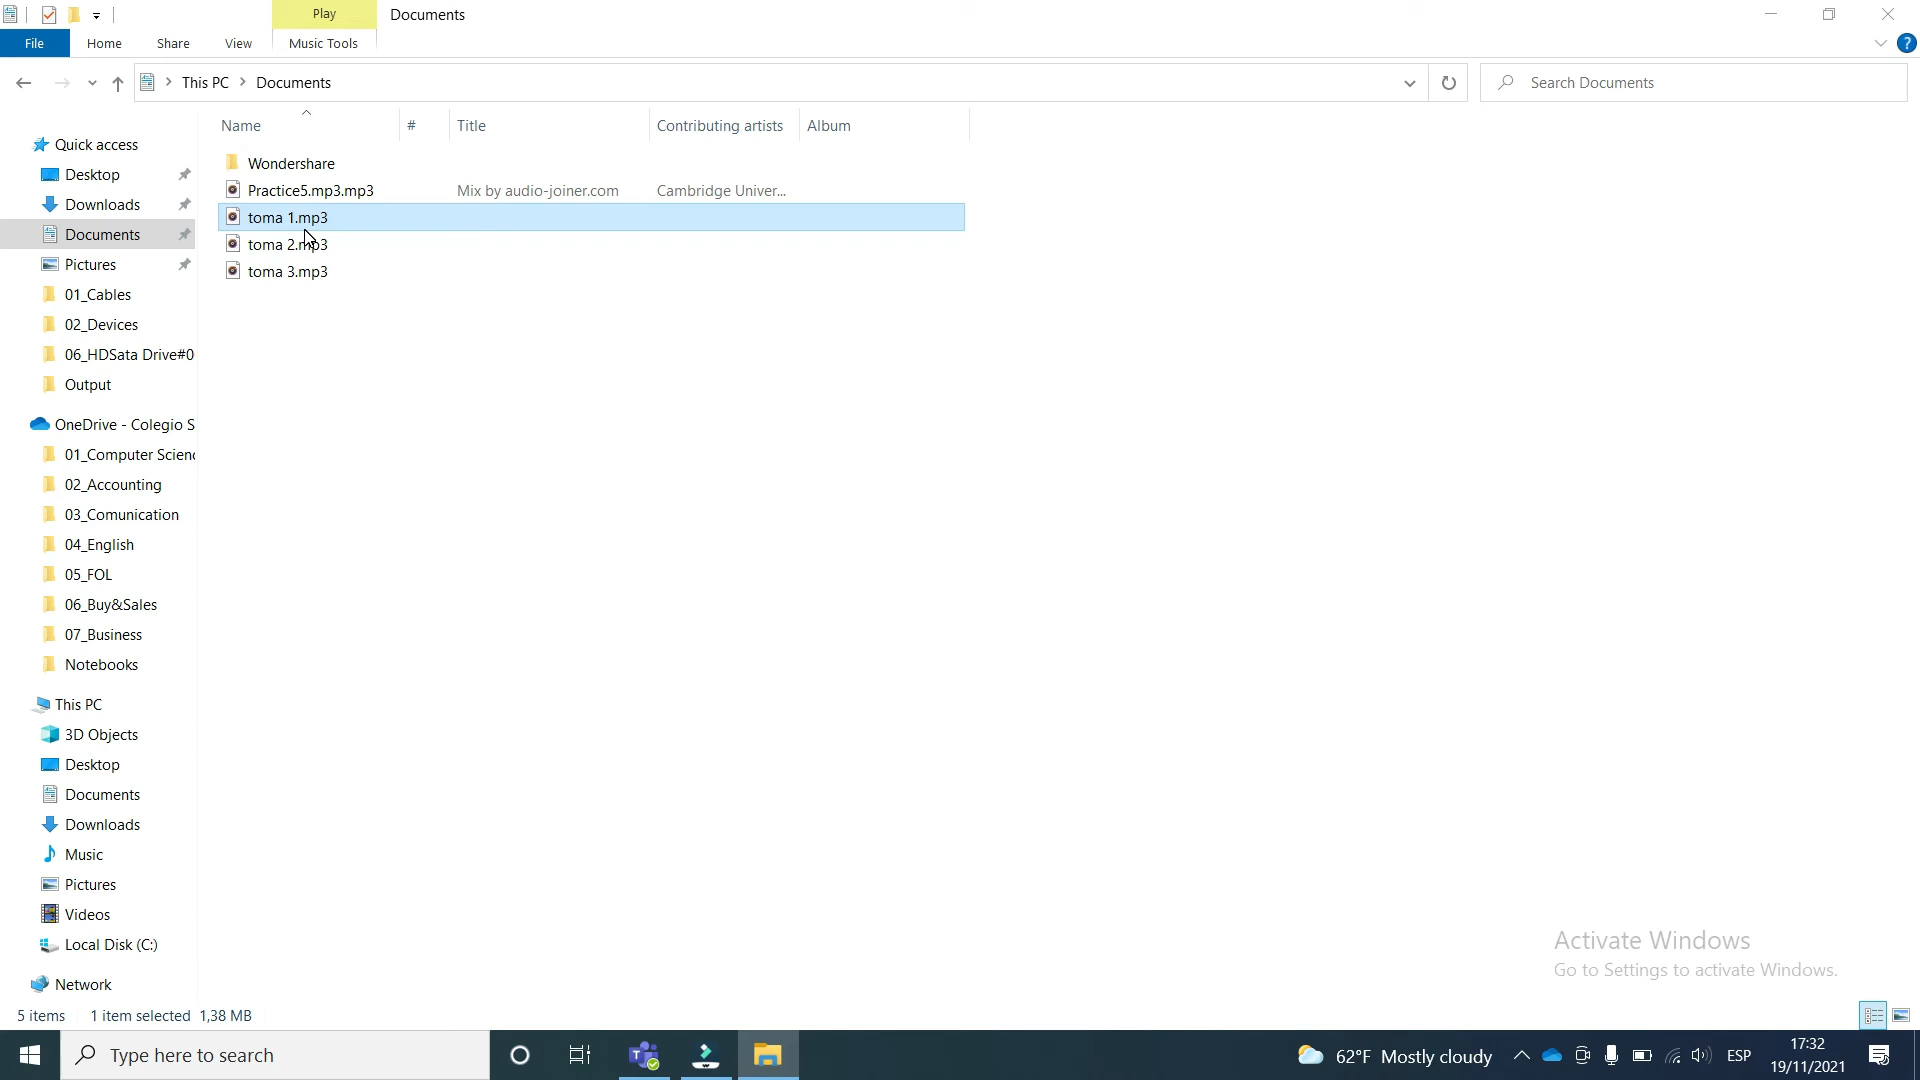 Play
Documents
File
Home
Share
View
Music Tools
?
This PC
Documents
Search Documents
Name
#
Title
Contributing artists
Album
Quick access
Desktop
Downloads
Documents
Pictures
01_Cables
02_Devices
06_HDSata Drive#0
Output
OneDrive - Colegio S
01_Computer Scienc
02_Accounting
03_Comunication
04_English
05_FOL
06_Buy&Sales
07_Business
Notebooks
This PC
3D Objects
Desktop
Documents
Downloads
Music
Pictures
Videos
Local Disk (C:)
Network
Wondershare
Practice5.mp3.mp3 Mix by audio-joiner.com Cambridge Univer...
toma 1.mp3
toma 2.mp3
toma 3.mp3
Activate Windows
Go to Settings to activate Windows.
5 items 1 item selected 1,38 MB
Type here to search
62°F Mostly cloudy
ESP
17:32
19/11/2021